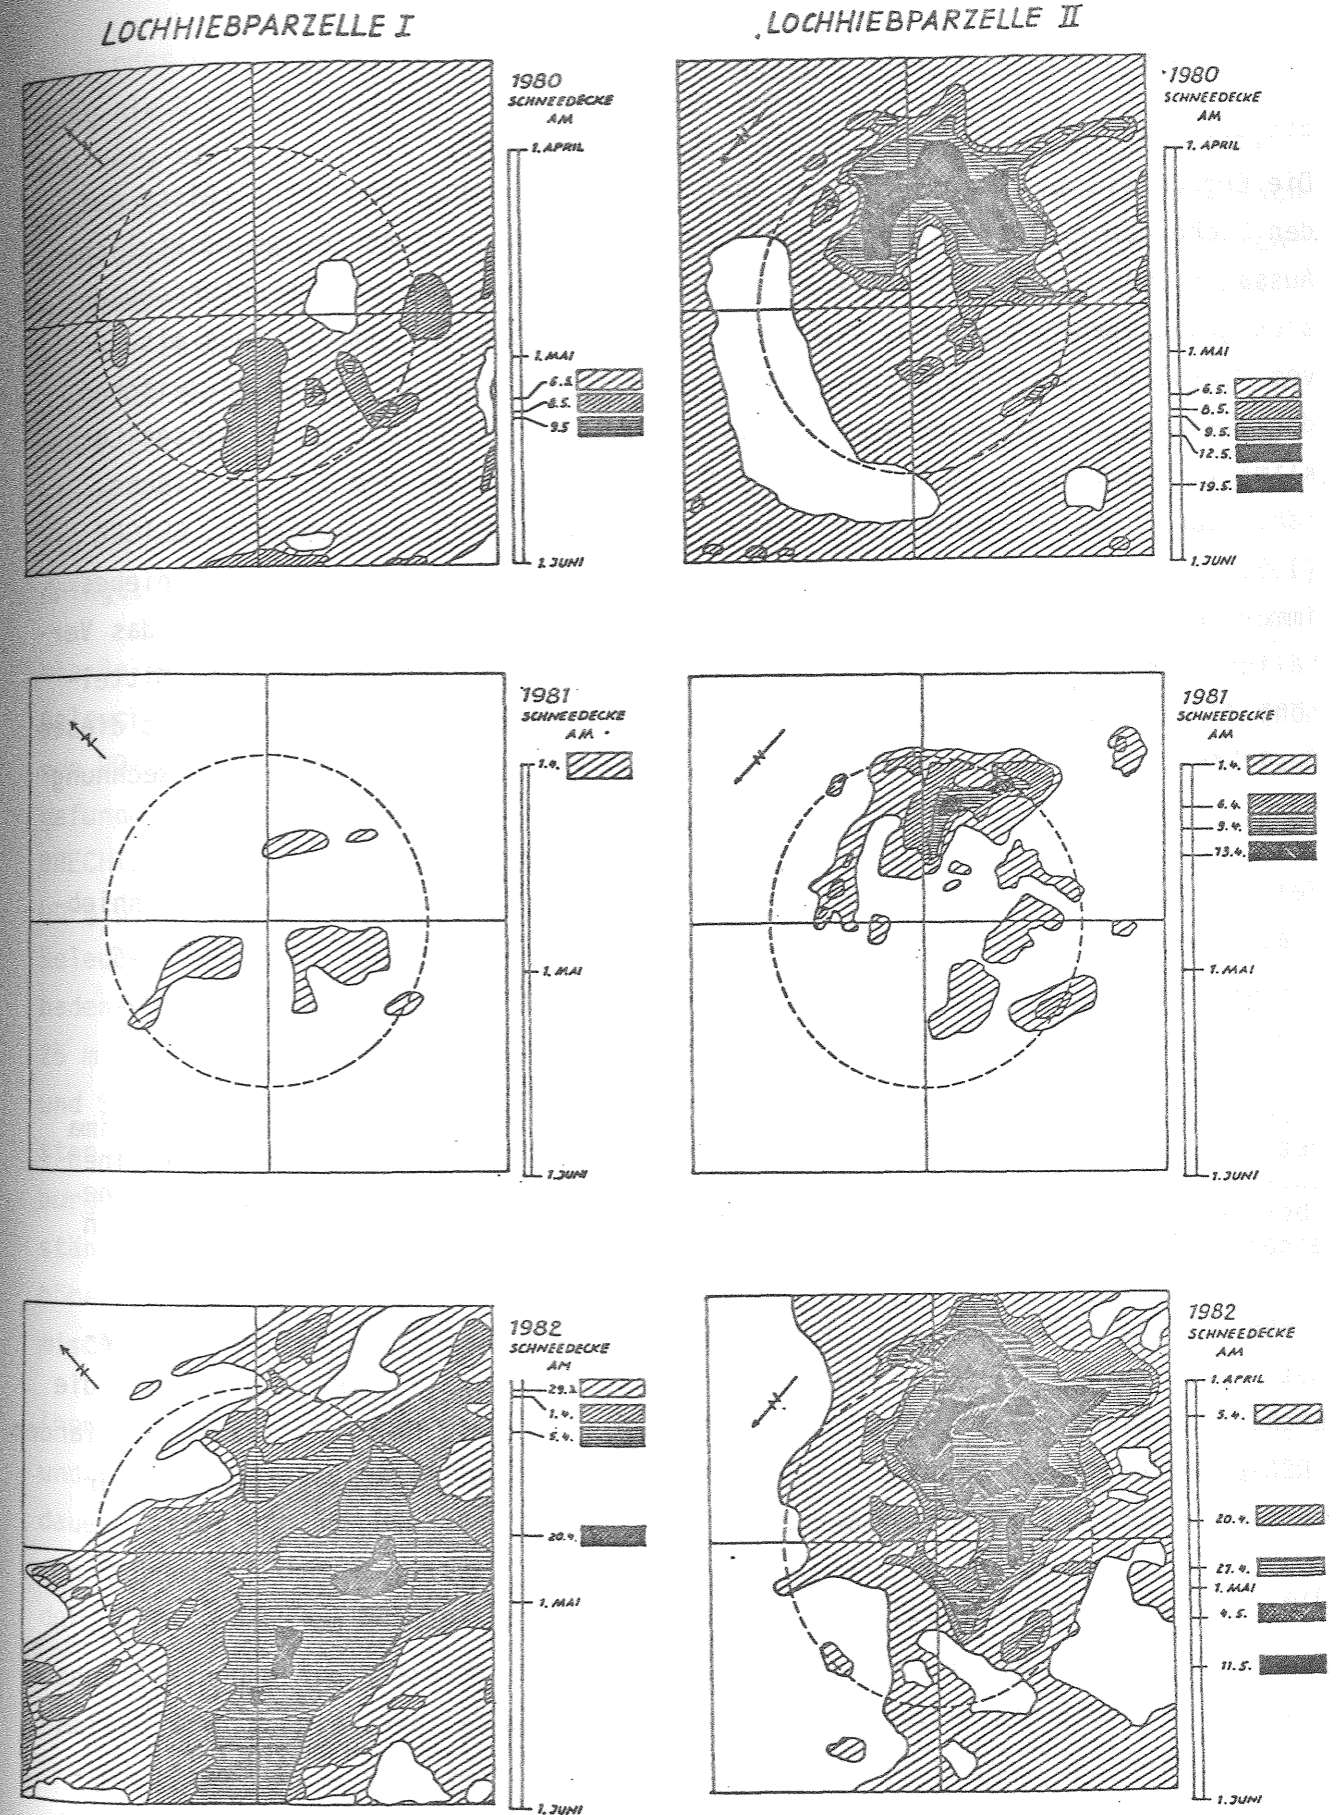 LOCHHIEBPARZELLE I
LOCHHIEBPARZELLE II
1980
SCHNEEDECKE
AM
1. APRIL
1. MAI
6.5.
8.5.
9.5
1. JUNI
1980
SCHNEEDECKE
AM
1. APRIL
1. MAI
6.5.
8.5.
9.5.
12.5.
19.5.
1. JUNI
1981
SCHNEEDECKE
AM
1.4.
1. MAI
1. JUNI
1981
SCHNEEDECKE
AM
1.4.
6.4.
9.4.
13.4.
1. MAI
1. JUNI
1982
SCHNEEDECKE
AM
29.3.
1.4.
5.4.
20.4.
1. MAI
1. JUNI
1982
SCHNEEDECKE
AM
1. APRIL
5.4.
20.4.
1. MAI
4.5.
11.5.
1. JUNI